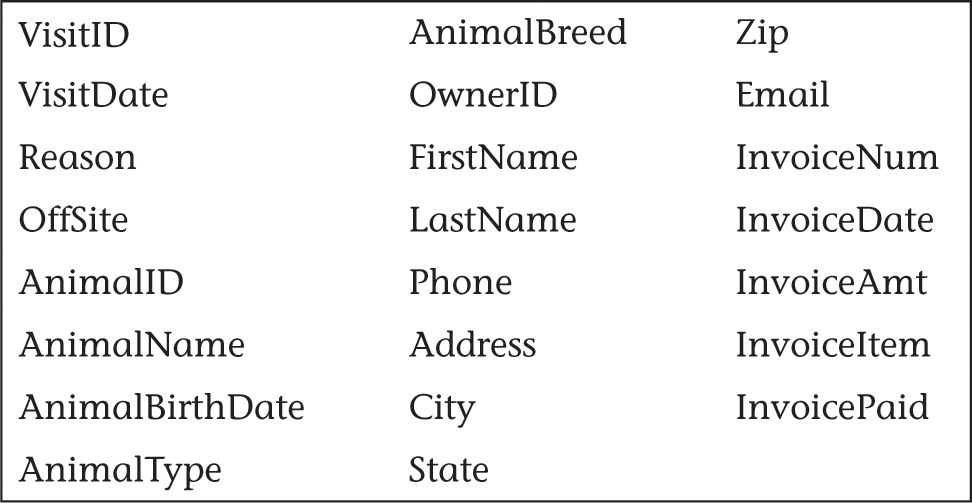 VisitID
VisitDate
Reason
OffSite
AnimalID
AnimalName
AnimalBirthDate
AnimalType
AnimalBreed
OwnerID
FirstName
LastName
Phone
Address
City
State
Zip
Email
InvoiceNum
InvoiceDate
InvoiceAmt
InvoiceItem
InvoicePaid